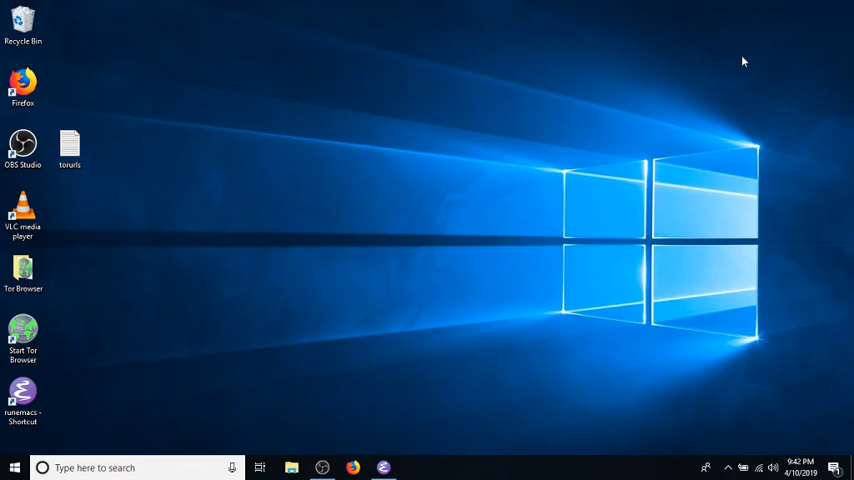 Recycle Bin
Firefox
OBS Studio
torurls
VLC media
player
Tor Browser
Start Tor
Browser
runemacs -
Shortcut
Type here to search
9:42 PM
4/10/2019
1